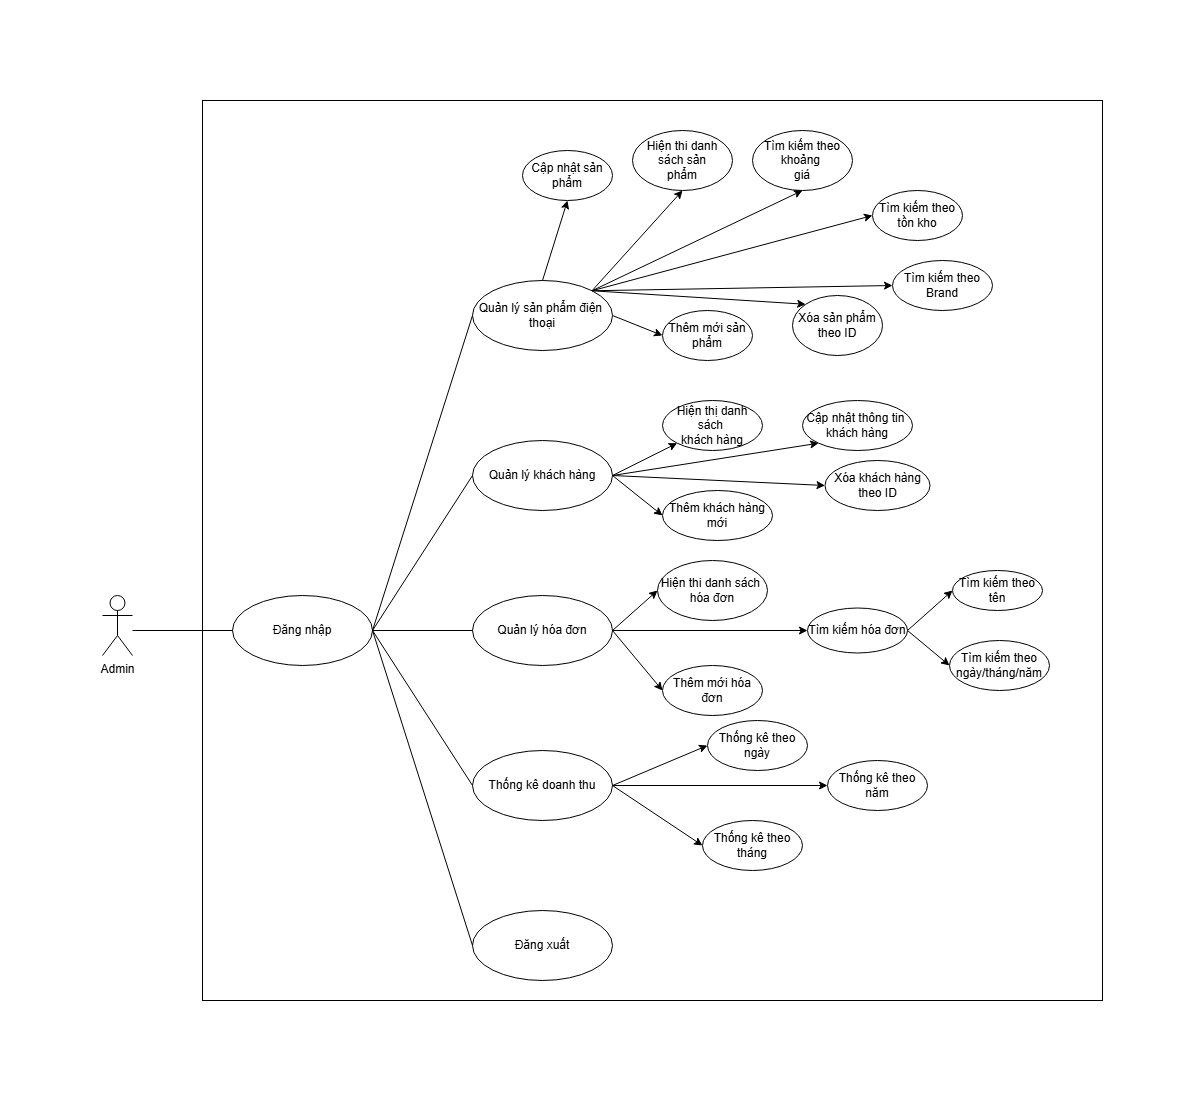 Cập nhật sản
phẩm
Hiện thi danh
sách sản
phẩm
Tìm kiếm theo
khoảng
giá
Tìm kiếm theo
tồn kho
Tìm kiếm theo
Brand
Quản lý sản phẩm điện
thoại
Xóa sản phẩm
theo ID
Thêm mới sản
phẩm
Hiện thị danh
sách
khách hàng
Cập nhật thông tin
khách hàng
Quản lý khách hàng
Xóa khách hàng
theo ID
Thêm khách hàng
mới
Hiện thi danh sách
hóa đơn
Tìm kiếm theo
tên
Admin
Đăng nhập
Quản lý hóa đơn
Tìm kiếm hóa đơn
Tìm kiếm theo
ngày/tháng/năm
Thêm mới hóa
đơn
Thống kê theo
ngày
Thống kê doanh thu
Thống kê theo
năm
Thống kê theo
tháng
Đăng xuất